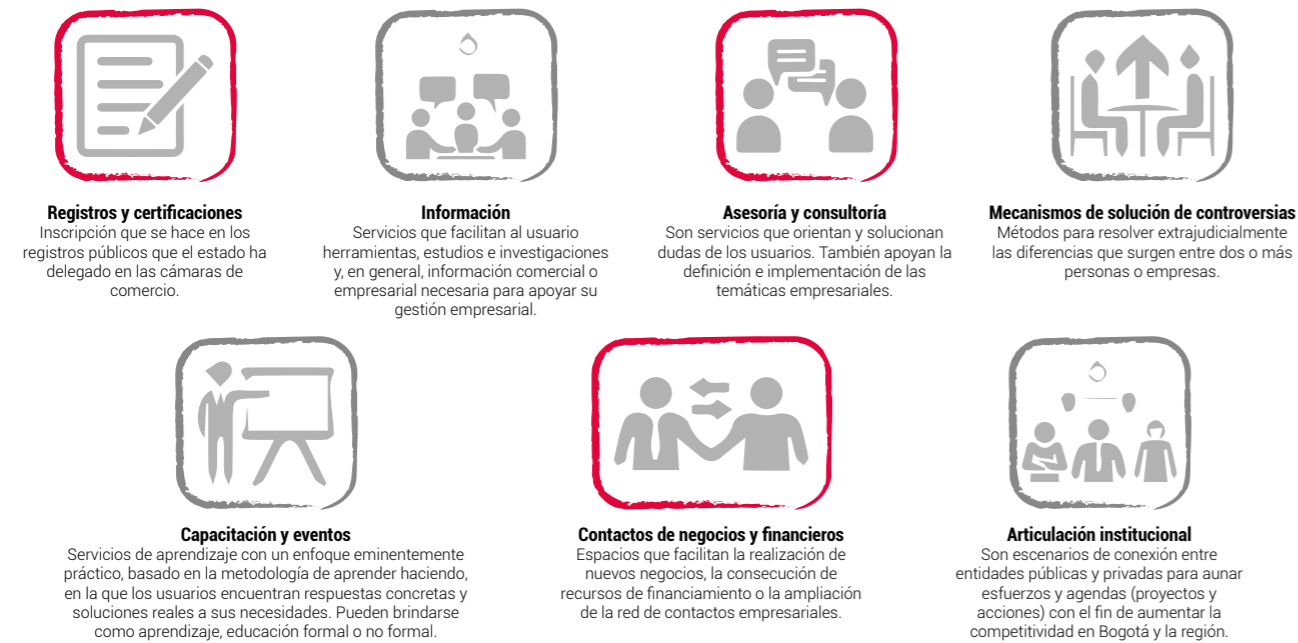 Registros y certificaciones
Inscripción que se hace en los
registros públicos que el estado ha
delegado en las cámaras de
comercio.
Información
Servicios que facilitan al usuario
herramientas, estudios e investigaciones
y, en general, información comercial o
empresarial necesaria para apoyar su
gestión empresarial.
Asesoría y consultoría
Son servicios que orientan y solucionan
dudas de los usuarios. También apoyan la
definición e implementación de las
temáticas empresariales.
Mecanismos de solución de controversias
Métodos para resolver extrajudicialmente
las diferencias que surgen entre dos o más
personas o empresas.
Capacitación y eventos
Servicios de aprendizaje con un enfoque eminentemente
práctico, basado en la metodología de aprender haciendo,
en la que los usuarios encuentran respuestas concretas y
soluciones reales a sus necesidades. Pueden brindarse
como aprendizaje, educación formal o no formal.
Contactos de negocios y financieros
Espacios que facilitan la realización de
nuevos negocios, la consecución de
recursos de financiamiento o la ampliación
de la red de contactos empresariales.
Articulación institucional
Son escenarios de conexión entre
entidades públicas y privadas para aunar
esfuerzos y agendas (proyectos y
acciones) con el fin de aumentar la
competitividad en Bogotá y la región.